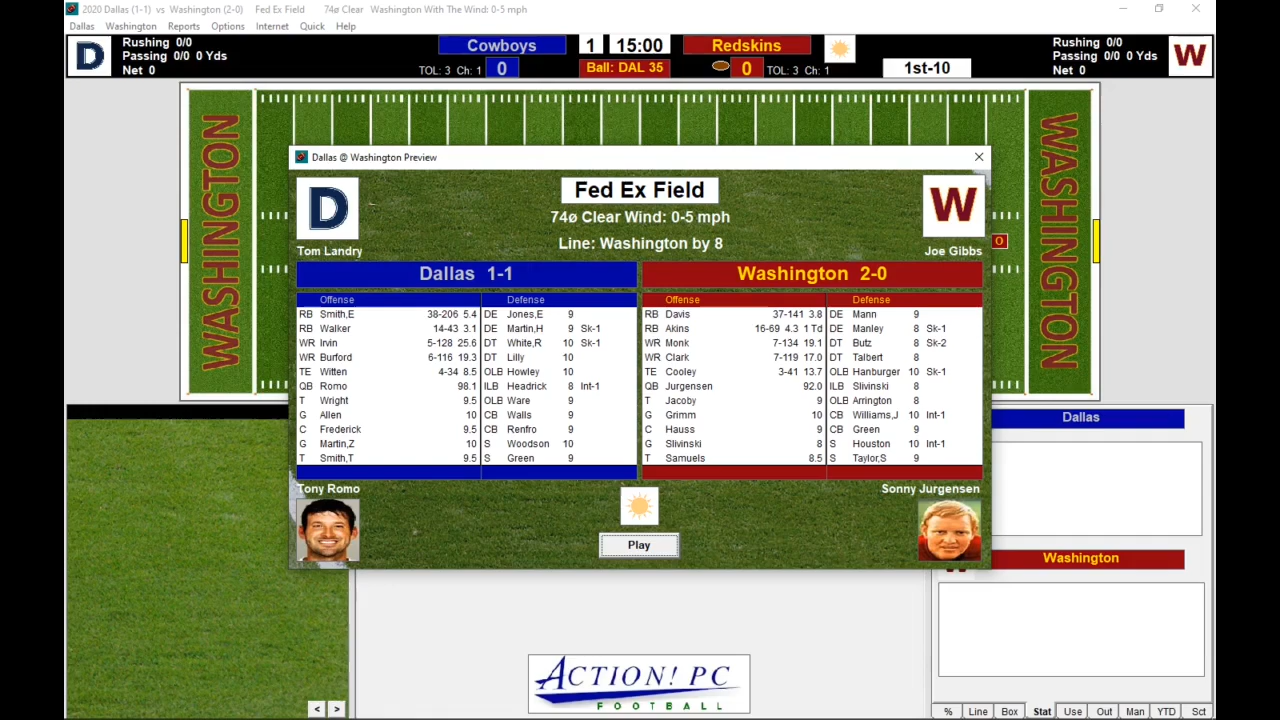 2020 Dallas (1-1) vs Washington (2-0) Fed Ex Field 74ø Clear Washington With The Wind: 0-5 mph
Dallas Washington Reports Options Internet Quick Help
D Rushing 0/0 Cowboys 1 15:00 Redskins Rushing 0/0 W
Passing 0/0 0 Yds Passing 0/0 0 Yds
Net 0 TOL: 3 Ch: 1 0 Ball: DAL 35 0 TOL: 3 Ch: 1 1st-10 Net 0
WASHINGTON
WASHINGTON
Dallas @ Washington Preview
D Fed Ex Field W
74ø Clear Wind: 0-5 mph
Line: Washington by 8
Tom Landry Joe Gibbs
O
Dallas 1-1 Washington 2-0
Offense Defense Offense Defense
RB Smith,E 38-206 5.4 DE Jones,E 9 RB Davis 37-141 3.8 DE Mann 9
RB Walker 14-43 3.1 DE Martin,H 9 Sk-1 RB Akins 16-69 4.3 1 Td DE Manley 8 Sk-1
WR Irvin 5-128 25.6 DT White,R 10 Sk-1 WR Monk 7-134 19.1 DT Butz 8 Sk-2
WR Burford 6-116 19.3 DT Lilly 10 WR Clark 7-119 17.0 DT Talbert 8
TE Witten 4-34 8.5 OLB Howley 10 TE Cooley 3-41 13.7 OLB Hanburger 10 Sk-1
QB Romo 98.1 ILB Headrick 8 Int-1 QB Jurgensen 92.0 ILB Slivinski 8
T Wright 9.5 OLB Ware 9 T Jacoby 9 OLB Arrington 8
G Allen 10 CB Walls 9 G Grimm 10 CB Williams,J 10 Int-1
C Frederick 9.5 CB Renfro 9 C Hauss 9 CB Green 9
G Martin,Z 10 S Woodson 10 G Slivinski 8 S Houston 10 Int-1
T Smith,T 9.5 S Green 9 T Samuels 8.5 S Taylor,S 9
Tony Romo Sonny Jurgensen
Play
Dallas
Washington
ACTION! PC
FOOTBALL
< >
% Line Box Stat Use Out Man YTD Sct